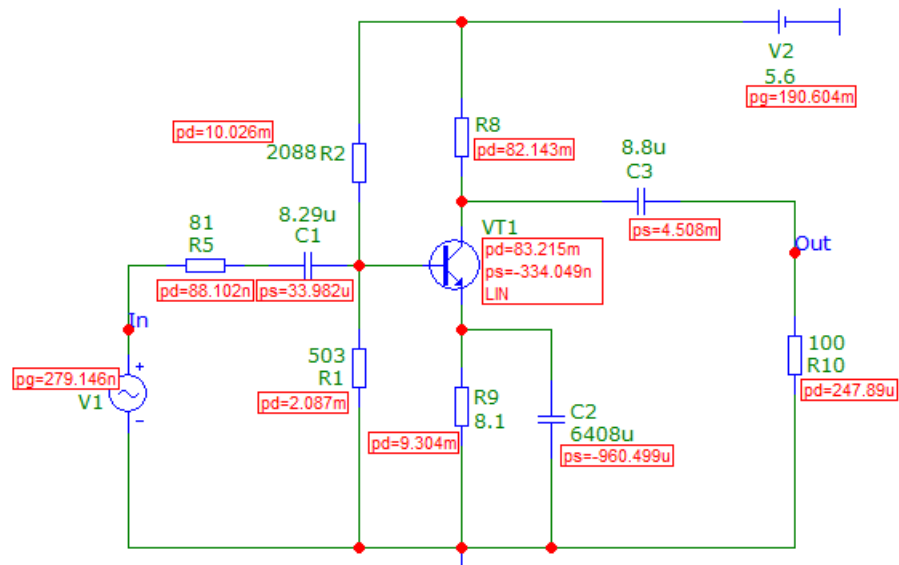 V2
5.6
pg=190.604m
pd=10.026m
2088 R2
R8
pd=82.143m
8.8u
C3
ps=4.508m
81
R5
pd=88.102n
8.29u
C1
ps=33.982u
VT1
pd=83.215m
ps=-334.049n
LIN
Out
In
+
pg=279.146n
V1
-
503
R1
pd=2.087m
R9
8.1
pd=9.304m
C2
6408u
ps=-960.499u
100
R10
pd=247.89u